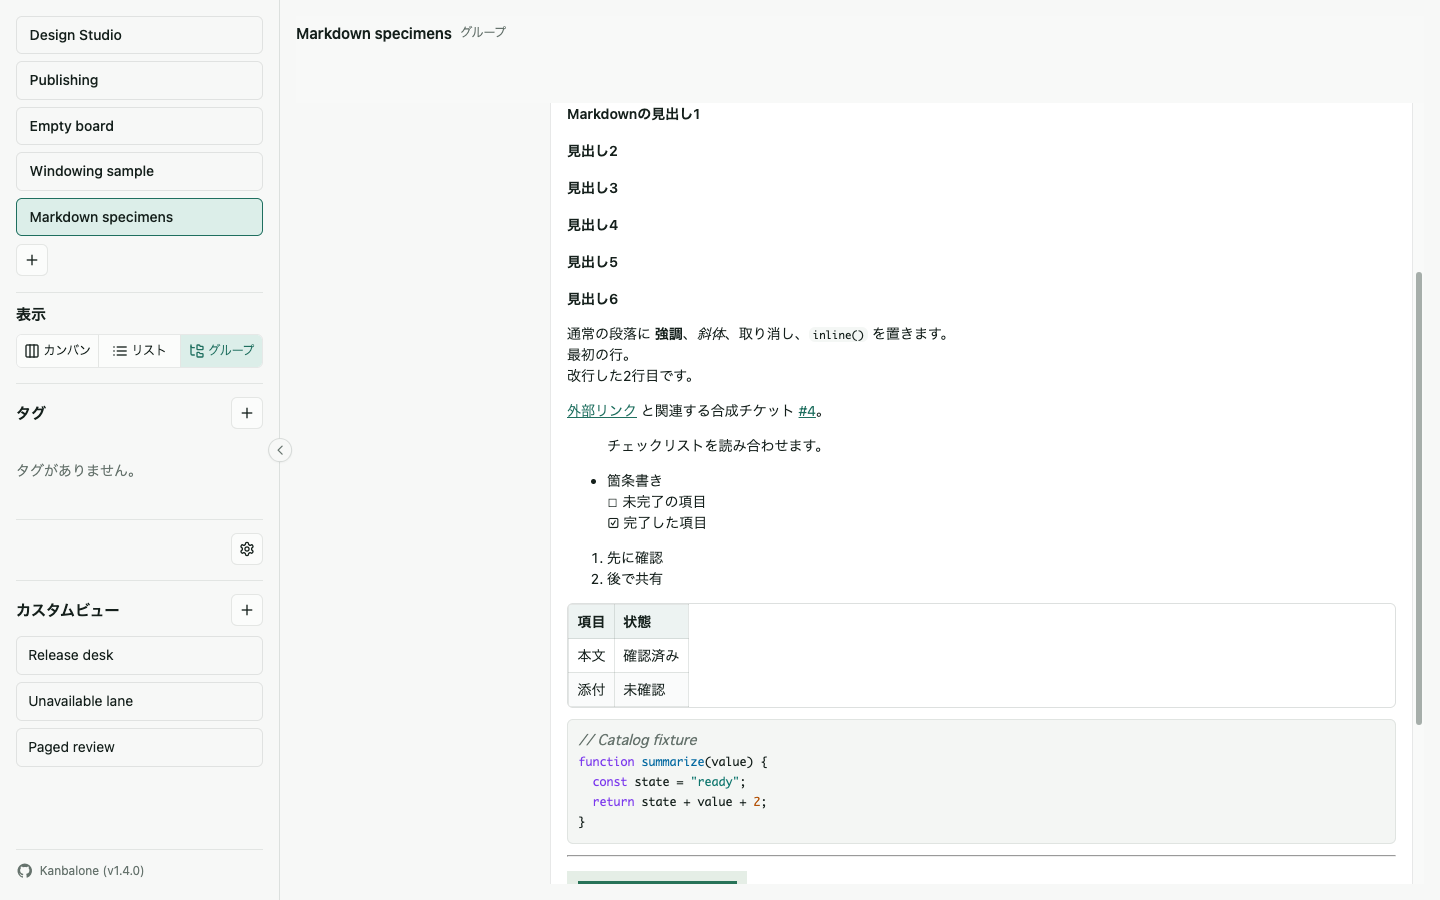 Design Studio
Publishing
Empty board
Windowing sample
Markdown specimens
表示
カンバン リスト グループ
タグ
タグがありません。
カスタムビュー
Release desk
Unavailable lane
Paged review
Kanbalone (v1.4.0)
Markdown specimens グループ
Markdownの見出し1
見出し2
見出し3
見出し4
見出し5
見出し6
通常の段落に 強調、斜体、取り消し、 inline() を置きます。
最初の行。
改行した2行目です。
外部リンク と関連する合成チケット #4。
チェックリストを読み合わせます。
• 箇条書き
☐ 未完了の項目
☑ 完了した項目
1. 先に確認
2. 後で共有
項目 状態
本文 確認済み
添付 未確認
// Catalog fixture
function summarize(value) {
  const state = "ready";
  return state + value + 2;
}